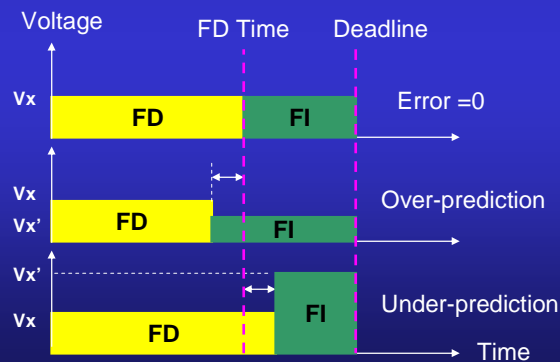 Voltage
FD Time Deadline
Vx FD FI Error =0
Vx
Vx' FD FI Over-prediction
Vx'
Vx FD FI Under-prediction
Time